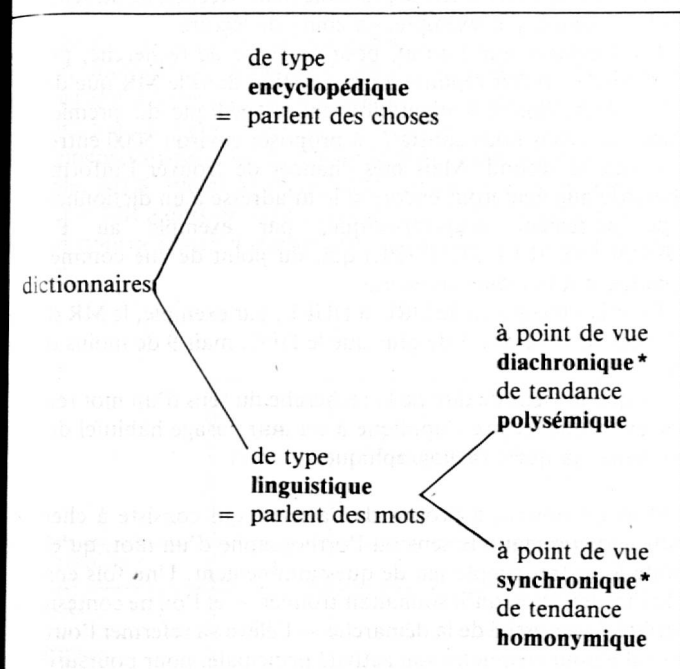 de type
encyclopédique
= parlent des choses
dictionnaires
à point de vue
diachronique*
de tendance
polysémique
de type
linguistique
= parlent des mots
à point de vue
synchronique*
de tendance
homonymique